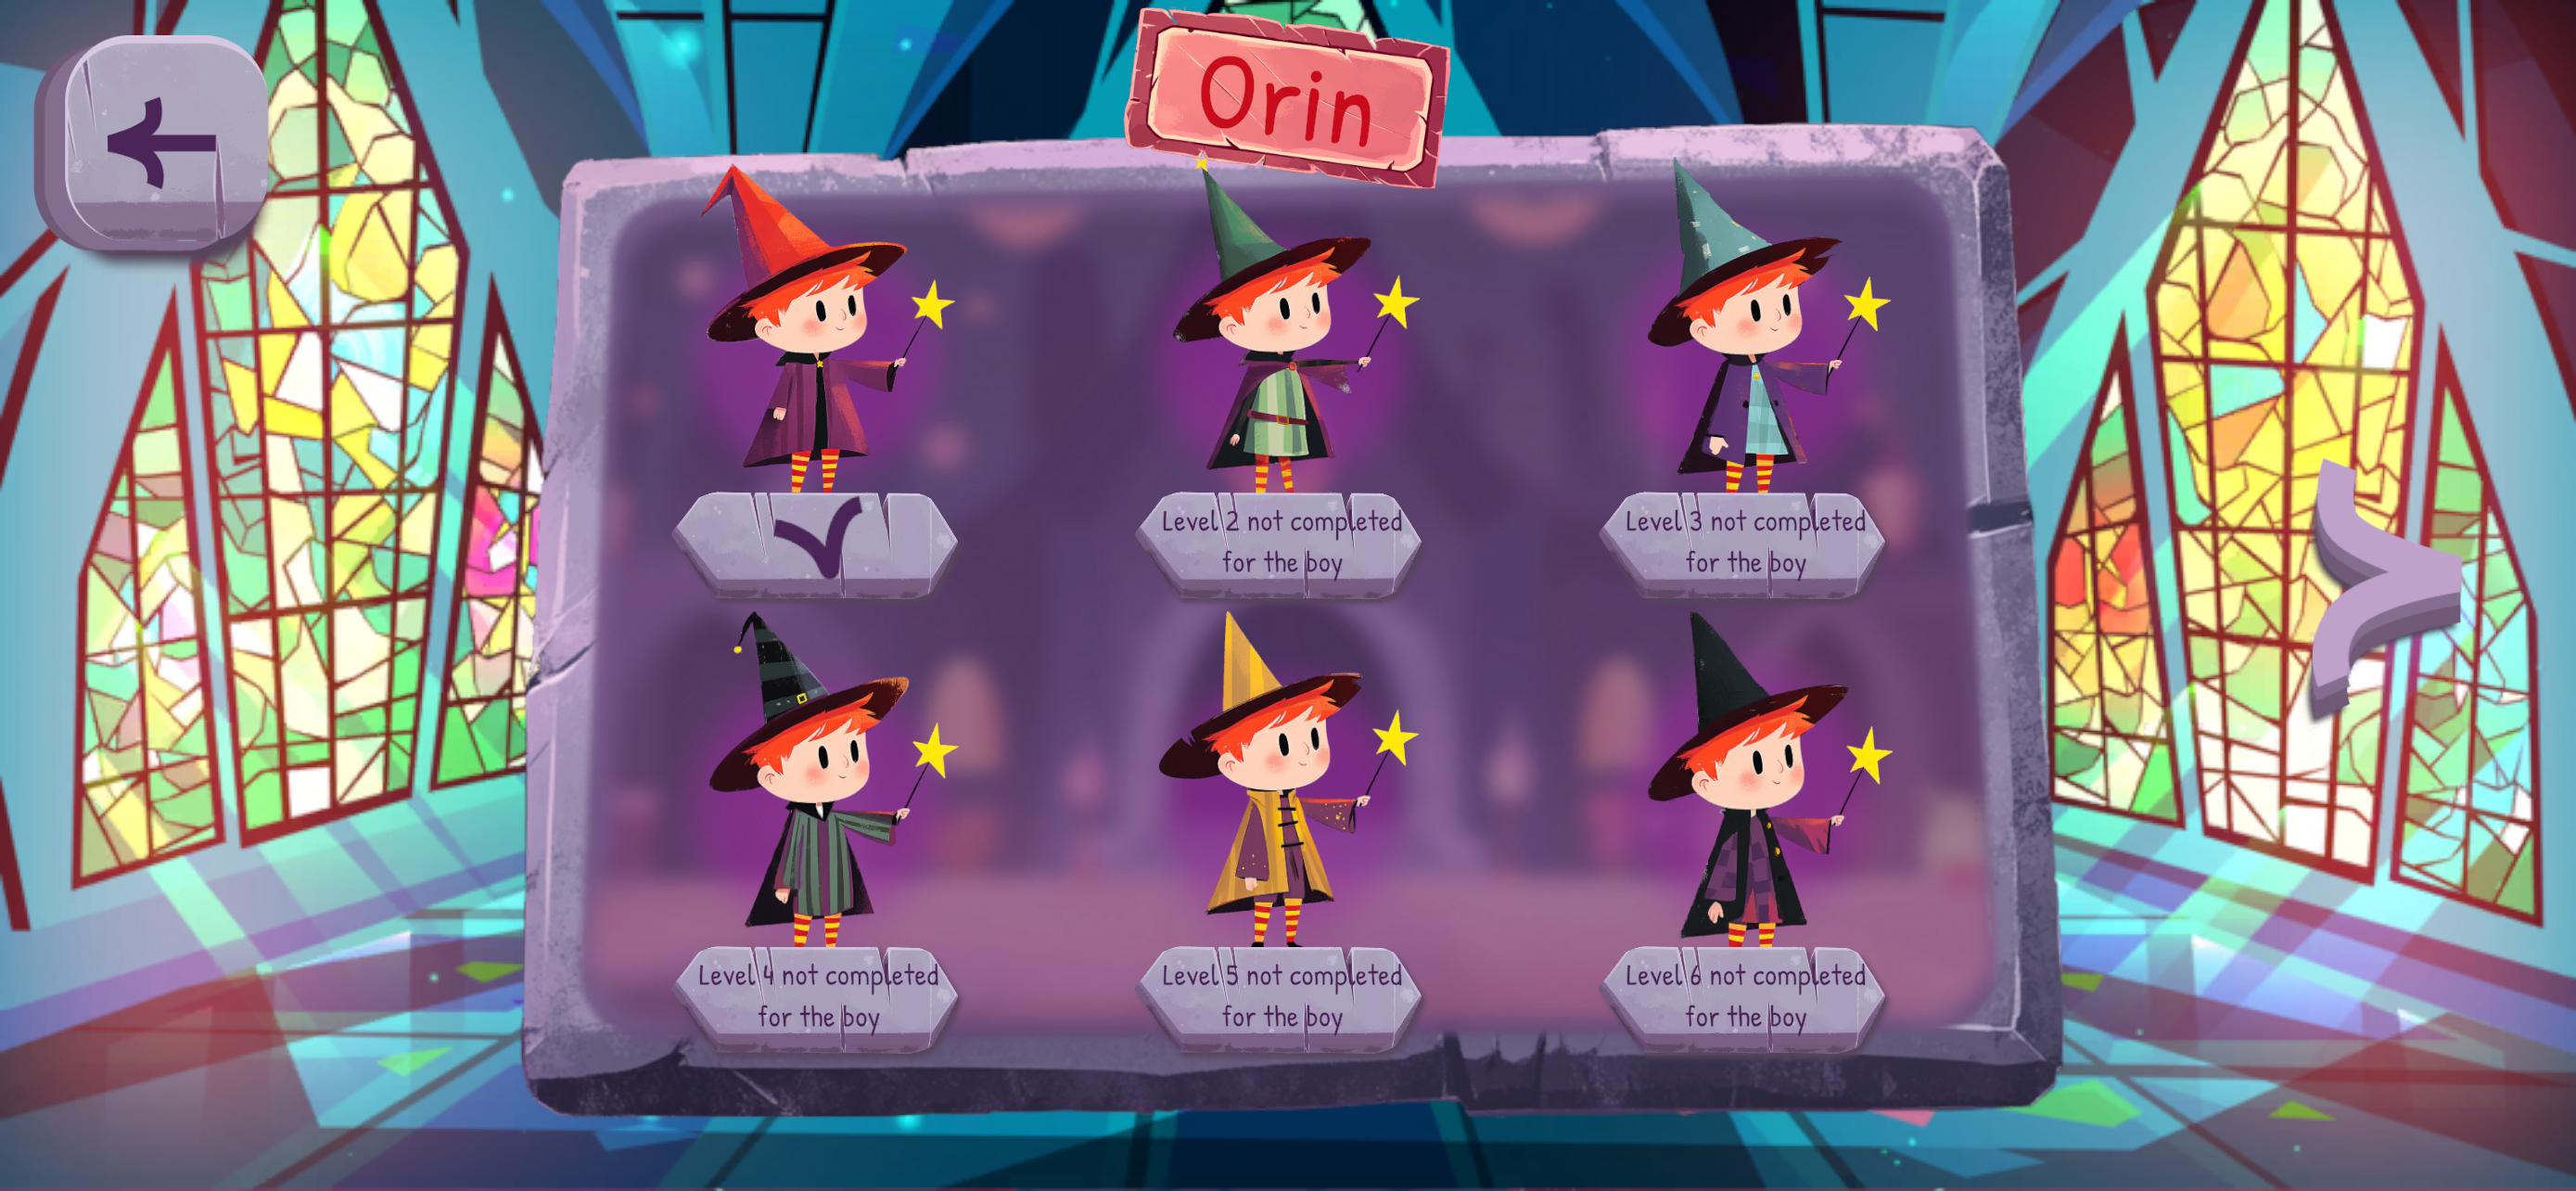 Orin
Level 2 not completed
for the boy
Level 3 not completed
for the boy
Level 4 not completed
for the boy
Level 5 not completed
for the boy
Level 6 not completed
for the boy